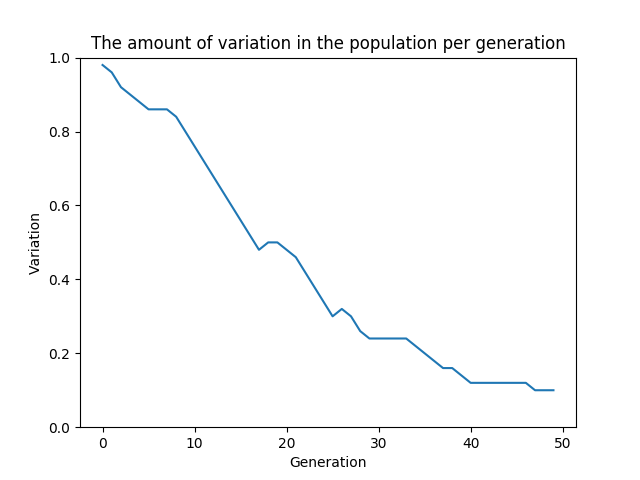 The amount of variation in the population per generation
1.0
0.8
0.6
0.4
0.2
0.0
Variation
0 10 20 30 40 50
Generation